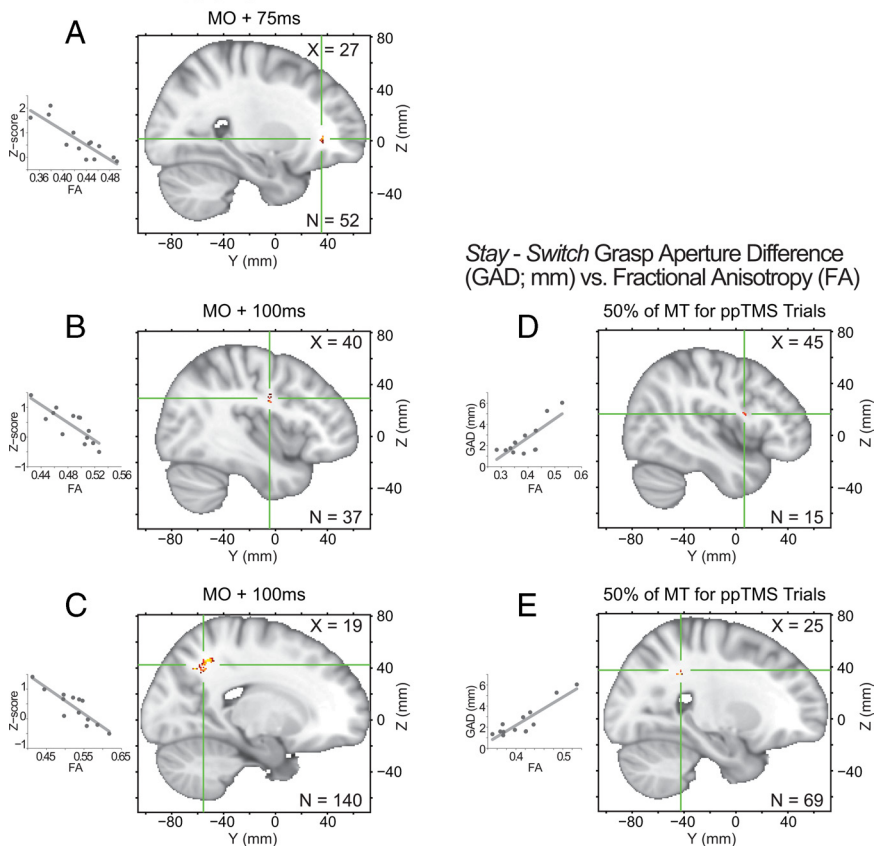 A
MO + 75ms
X = 27
80
40
0
−40
Z (mm)
N = 52
−80 −40 0 40
Y (mm)
Z−score
2
1
0
0.36 0.40 0.44 0.48
FA
Stay - Switch Grasp Aperture Difference
(GAD; mm) vs. Fractional Anisotropy (FA)
B
MO + 100ms
X = 40
80
40
0
−40
Z (mm)
N = 37
−80 −40 0 40
Y (mm)
Z−score
1
0
−1
0.44 0.48 0.52 0.56
FA
D
50% of MT for ppTMS Trials
X = 45
80
40
0
−40
Z (mm)
N = 15
−80 −40 0 40
Y (mm)
GAD (mm)
6
4
2
0
0.3 0.4 0.5 0.6
FA
C
MO + 100ms
X = 19
80
40
0
−40
Z (mm)
N = 140
−80 −40 0 40
Y (mm)
Z−score
1
0
−1
0.45 0.55 0.65
FA
E
50% of MT for ppTMS Trials
X = 25
80
40
0
−40
Z (mm)
N = 69
−80 −40 0 40
Y (mm)
GAD (mm)
6
4
2
0
0.4 0.5
FA